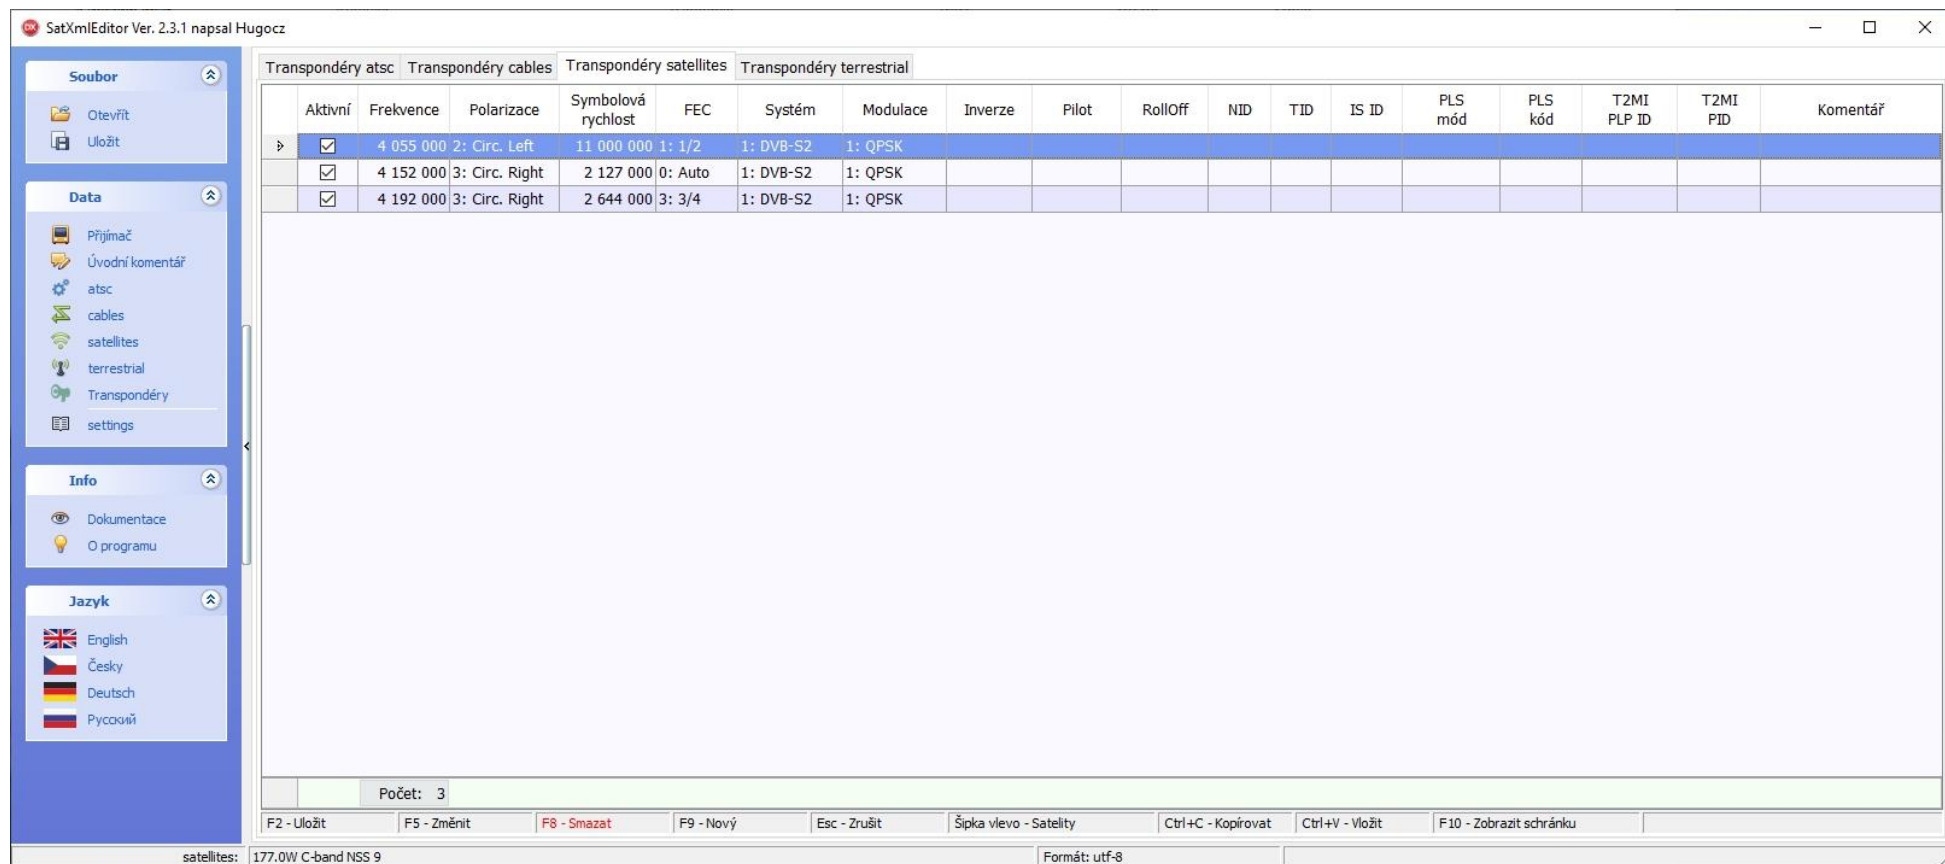 SatXmlEditor Ver. 2.3.1 napsal Hugocz
Soubor
Otevřít
Uložit
Data
Přijímač
Úvodní komentář
atsc
cables
satellites
terrestrial
Transpondéry
settings
Info
Dokumentace
O programu
Jazyk
English
Česky
Deutsch
Русский
Transpondéry atsc Transpondéry cables Transpondéry satellites Transpondéry terrestrial
Aktivní Frekvence Polarizace Symbolová rychlost FEC Systém Modulace Inverze Pilot RollOff NID TID IS ID PLS mód PLS kód T2MI PLP ID T2MI PID Komentář
4 055 000 2: Circ. Left 11 000 000 1: 1/2 1: DVB-S2 1: QPSK
4 152 000 3: Circ. Right 2 127 000 0: Auto 1: DVB-S2 1: QPSK
4 192 000 3: Circ. Right 2 644 000 3: 3/4 1: DVB-S2 1: QPSK
Počet: 3
F2 - Uložit F5 - Změnit F8 - Smazat F9 - Nový Esc - Zrušit Šipka vlevo - Satelity Ctrl+C - Kopírovat Ctrl+V - Vložit F10 - Zobrazit schránku
satellites: 177.0W C-band NSS 9 Formát: utf-8